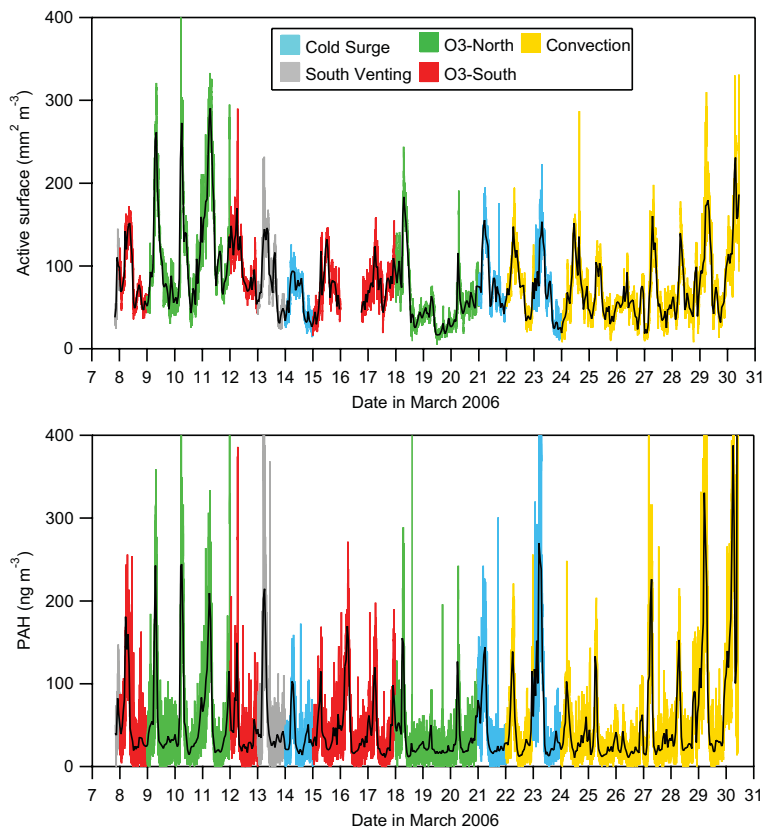 400
300
200
100
0
Active surface (mm² m⁻³)
Cold Surge
O3-North
Convection
South Venting
O3-South
7 8 9 10 11 12 13 14 15 16 17 18 19 20 21 22 23 24 25 26 27 28 29 30 31
Date in March 2006
400
300
200
100
0
PAH (ng m⁻³)
7 8 9 10 11 12 13 14 15 16 17 18 19 20 21 22 23 24 25 26 27 28 29 30 31
Date in March 2006